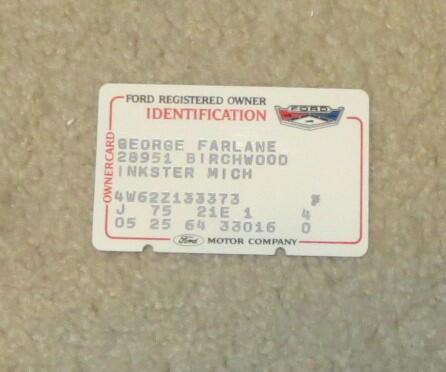 FORD REGISTERED OWNER
IDENTIFICATION
FORD
OWNERCARD
GEORGE FARLANE
28951 BIRCHWOOD
INKSTER MICH
4W62Z133373 F
J 75 21E 1 4
05 25 64 33016 0
Ford MOTOR COMPANY